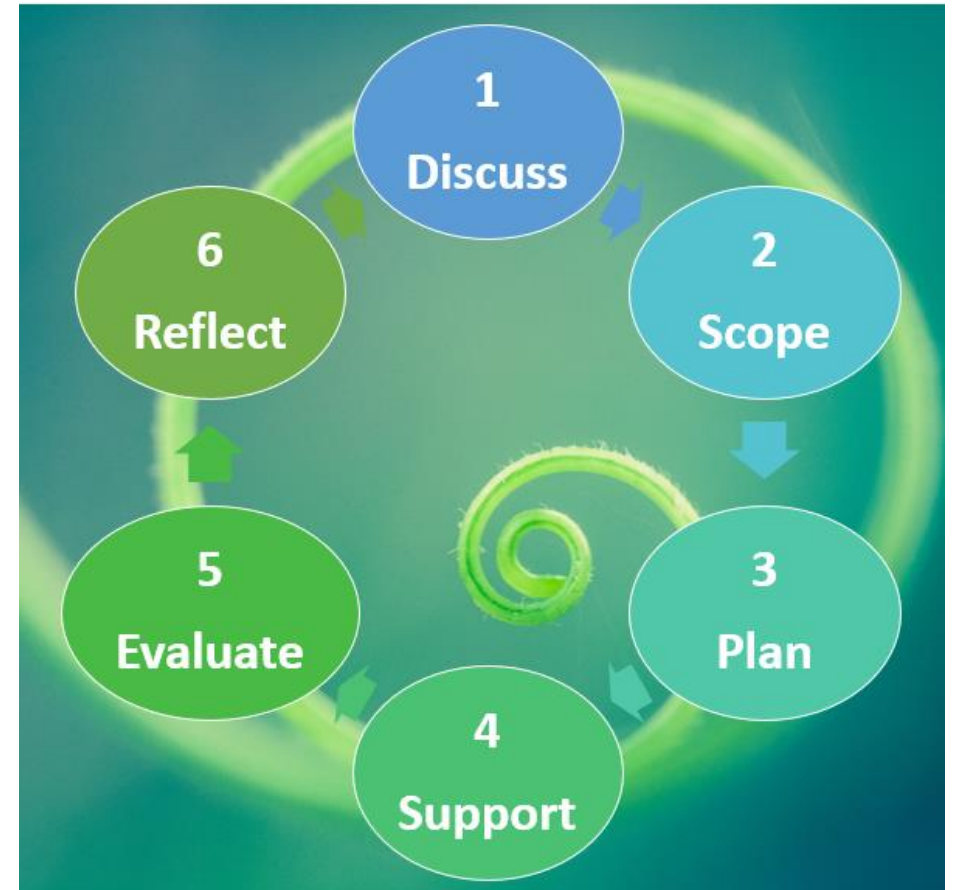 1
Discuss
2
Scope
3
Plan
4
Support
5
Evaluate
6
Reflect